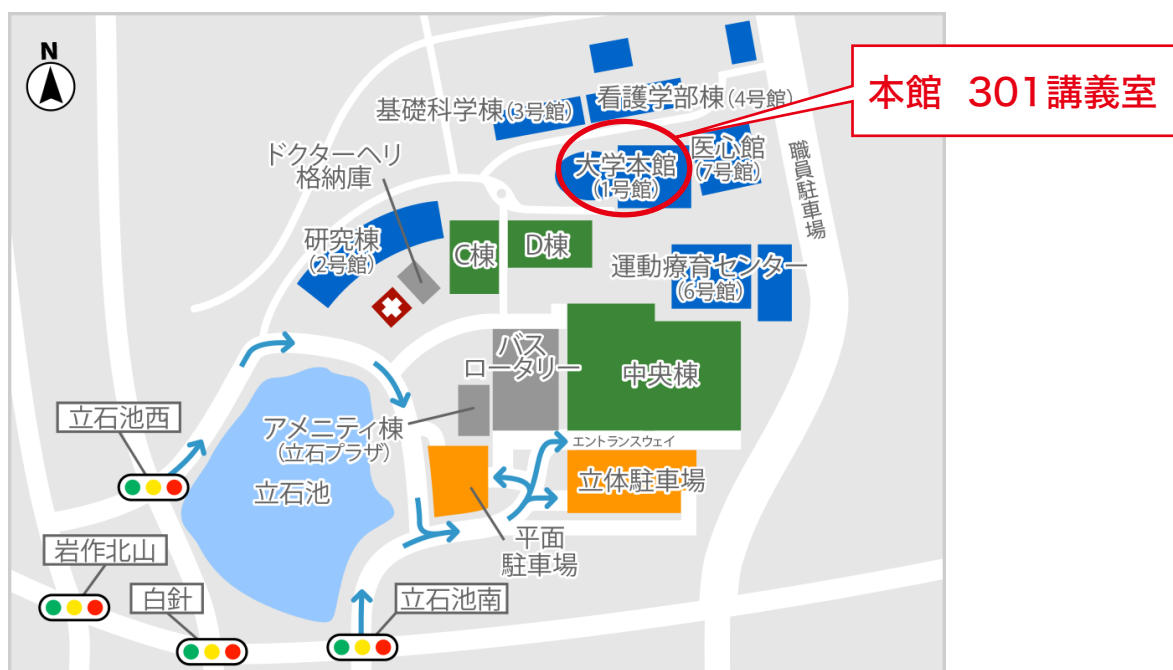 N
本館 301講義室
看護学部棟(4号館)
基礎科学棟(3号館)
医心館
(7号館)
大学本館
(1号館)
ドクターヘリ
格納庫
職員駐車場
研究棟
(2号館)
C棟
D棟
運動療育センター
(6号館)
バス
ロータリー
中央棟
立石池西
アメニティ棟
(立石プラザ)
エントランスウェイ
立体駐車場
立石池
平面
駐車場
岩作北山
白針
立石池南